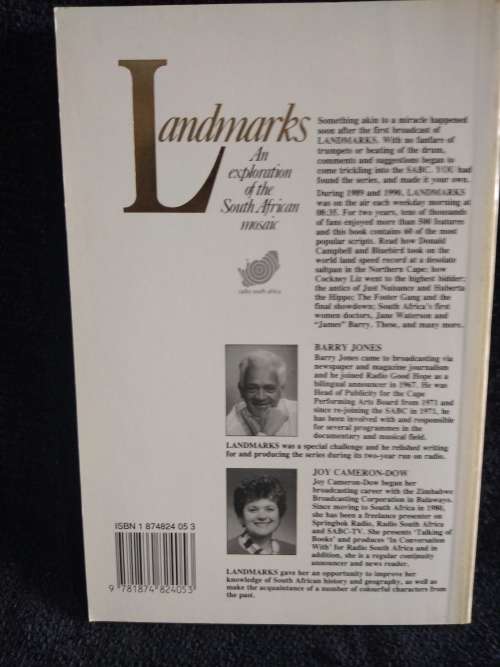 Landmarks
An
exploration
of the
South African
mosaic
radio south africa
Something akin to a miracle happened
soon after the first broadcast of
LANDMARKS. With no fanfare of
trumpets or beating of the drum,
comments and suggestions began to
come trickling into the SABC. YOU had
found the series, and made it your own.
During 1989 and 1990, LANDMARKS
was on the air each weekday morning at
08:35. For two years, tens of thousands
of fans enjoyed more than 500 features
and this book contains 60 of the most
popular scripts. Read how Donald
Campbell and Bluebird took on the
world land speed record at a desolate
saltpan in the Northern Cape; how
Cockney Liz went to the highest bidder;
the antics of Just Nuisance and Huberta
the Hippo; The Foster Gang and the
final showdown; South Africa's first
women doctors, Jane Waterson and
"James" Barry. These, and many more.
BARRY JONES
Barry Jones came to broadcasting via
newspaper and magazine journalism
and he joined Radio Good Hope as a
bilingual announcer in 1967. He was
Head of Publicity for the Cape
Performing Arts Board from 1971 and
since re-joining the SABC in 1973, he
has been involved with and responsible
for several programmes in the
documentary and musical field.
LANDMARKS was a special challenge and he relished writing
for and producing the series during its two-year run on radio.
JOY CAMERON-DOW
Joy Cameron-Dow began her
broadcasting career with the Zimbabwe
Broadcasting Corporation in Bulawayo.
Since moving to South Africa in 1980,
she has been a freelance presenter on
Springbok Radio, Radio South Africa
and SABC-TV. She presents 'Talking of
Books' and produces 'In Conversation
With' for Radio South Africa and in
addition, she is a regular continuity
announcer and news reader.
LANDMARKS gave her an opportunity to improve her
knowledge of South African history and geography, as well as
make the acquaintance of a number of colourful characters from
the past.
ISBN 1 874824 05 3
9 781874 824053